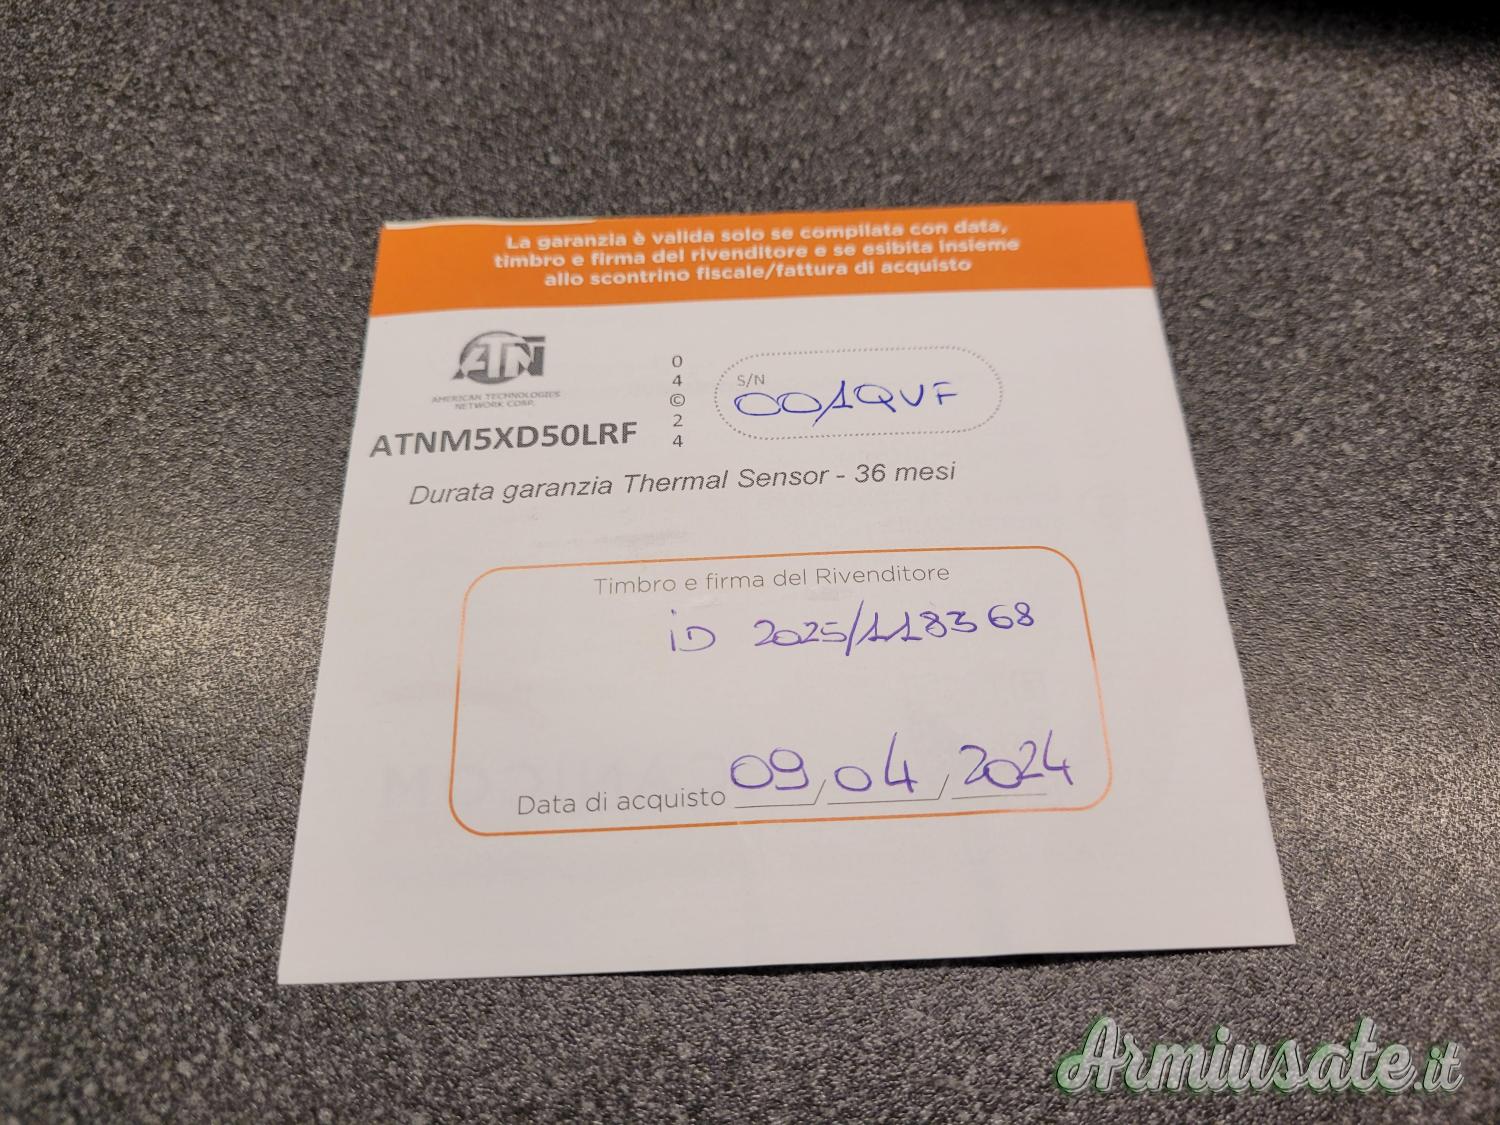 La garanzia è valida solo se compilata con data,
timbro e firma del rivenditore e se esibita insieme
allo scontrino fiscale/fattura di acquisto
ATN
AMERICAN TECHNOLOGIES
NETWORK CORP.
ATNM5XD50LRF
0
4
©
2
4
S/N
001QVF
Durata garanzia Thermal Sensor - 36 mesi
Timbro e firma del Rivenditore
iD 2025/118368
Data di acquisto 09/04/2024
Armiusate.it